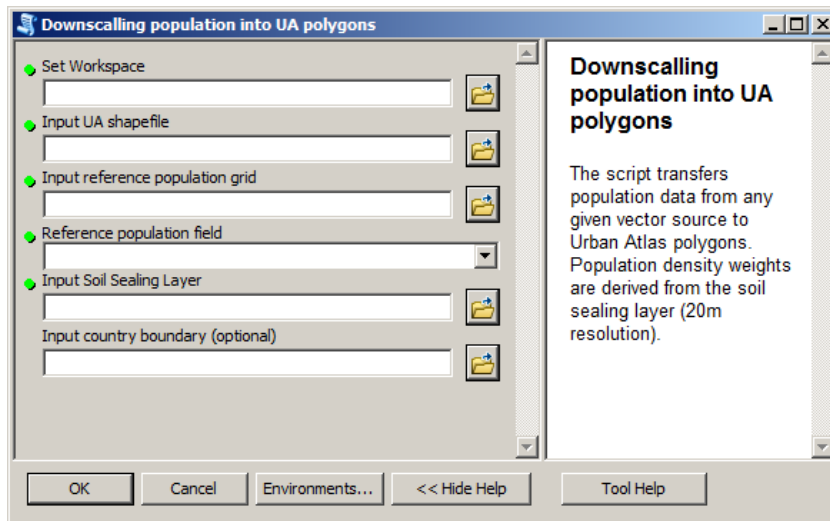 Downscalling population into UA polygons
Set Workspace
Input UA shapefile
Input reference population grid
Reference population field
Input Soil Sealing Layer
Input country boundary (optional)
OK
Cancel
Environments...
<< Hide Help
Downscalling
population into UA
polygons
The script transfers
population data from any
given vector source to
Urban Atlas polygons.
Population density weights
are derived from the soil
sealing layer (20m
resolution).
Tool Help